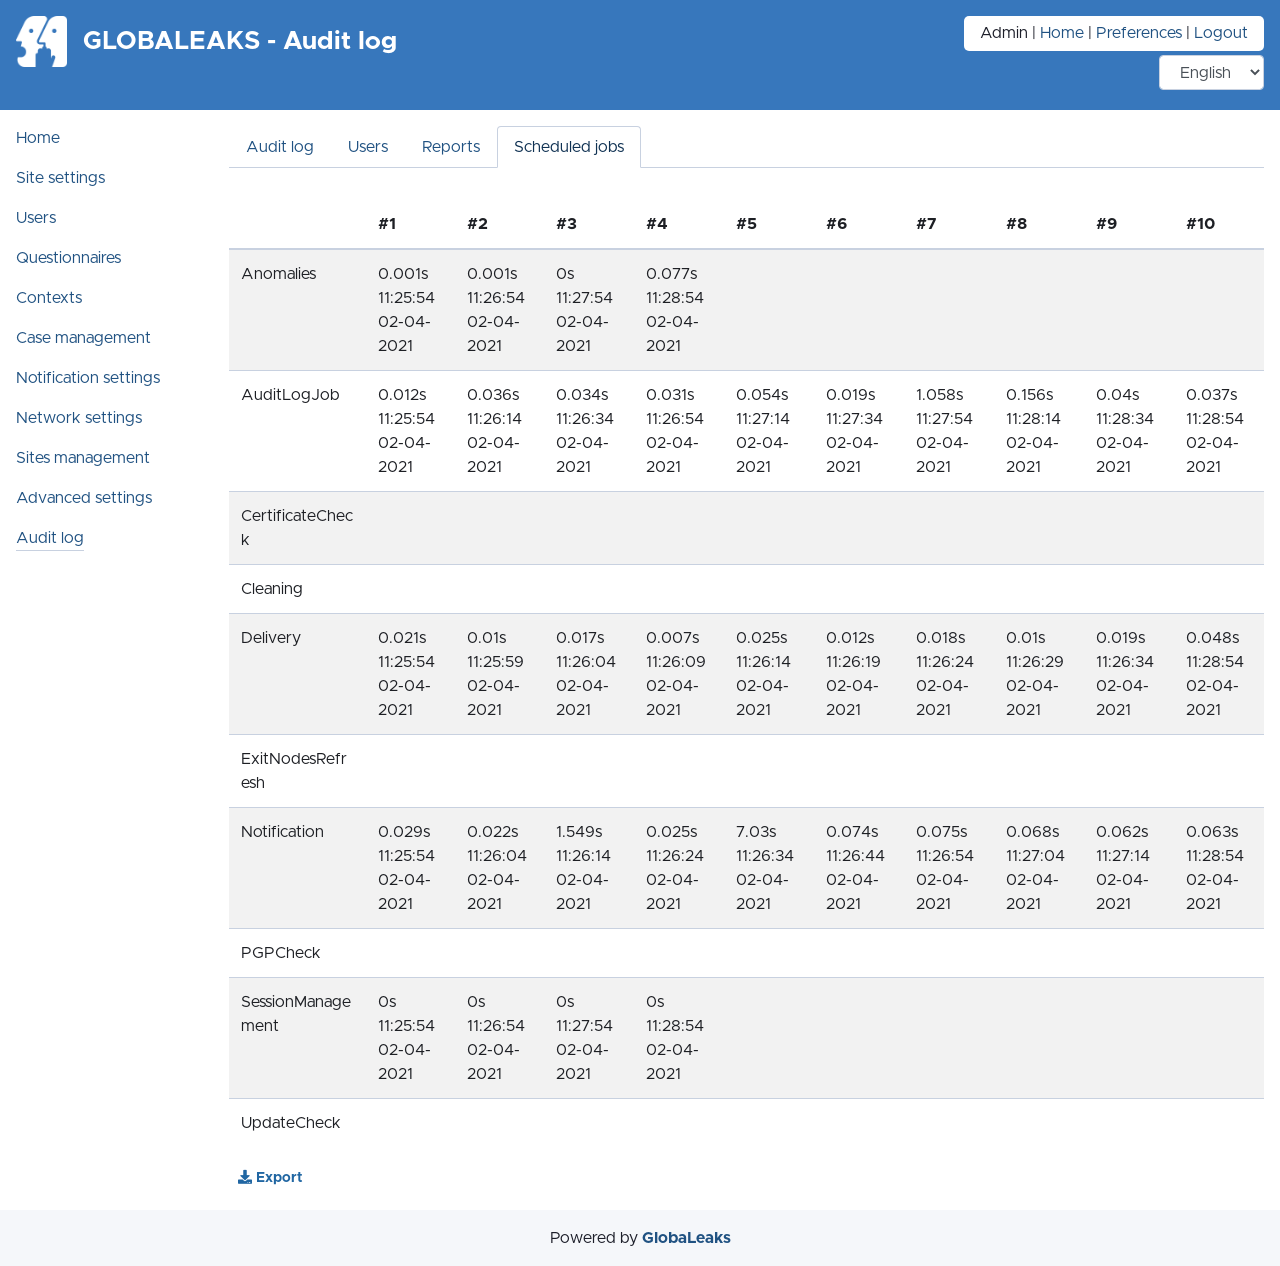 GLOBALEAKS - Audit log
Admin | Home | Preferences | Logout
English
Home
Site settings
Users
Questionnaires
Contexts
Case management
Notification settings
Network settings
Sites management
Advanced settings
Audit log
Audit log Users Reports Scheduled jobs
#1 #2 #3 #4 #5 #6 #7 #8 #9 #10
Anomalies 0.001s 0.001s 0s 0.077s
11:25:54 11:26:54 11:27:54 11:28:54
02-04- 02-04- 02-04- 02-04-
2021 2021 2021 2021
AuditLogJob 0.012s 0.036s 0.034s 0.031s 0.054s 0.019s 1.058s 0.156s 0.04s 0.037s
11:25:54 11:26:14 11:26:34 11:26:54 11:27:14 11:27:34 11:27:54 11:28:14 11:28:34 11:28:54
02-04- 02-04- 02-04- 02-04- 02-04- 02-04- 02-04- 02-04- 02-04- 02-04-
2021 2021 2021 2021 2021 2021 2021 2021 2021 2021
CertificateChec
k
Cleaning
Delivery 0.021s 0.01s 0.017s 0.007s 0.025s 0.012s 0.018s 0.01s 0.019s 0.048s
11:25:54 11:25:59 11:26:04 11:26:09 11:26:14 11:26:19 11:26:24 11:26:29 11:26:34 11:28:54
02-04- 02-04- 02-04- 02-04- 02-04- 02-04- 02-04- 02-04- 02-04- 02-04-
2021 2021 2021 2021 2021 2021 2021 2021 2021 2021
ExitNodesRefr
esh
Notification 0.029s 0.022s 1.549s 0.025s 7.03s 0.074s 0.075s 0.068s 0.062s 0.063s
11:25:54 11:26:04 11:26:14 11:26:24 11:26:34 11:26:44 11:26:54 11:27:04 11:27:14 11:28:54
02-04- 02-04- 02-04- 02-04- 02-04- 02-04- 02-04- 02-04- 02-04- 02-04-
2021 2021 2021 2021 2021 2021 2021 2021 2021 2021
PGPCheck
SessionManage 0s 0s 0s 0s
ment 11:25:54 11:26:54 11:27:54 11:28:54
02-04- 02-04- 02-04- 02-04-
2021 2021 2021 2021
UpdateCheck
Export
Powered by GlobaLeaks